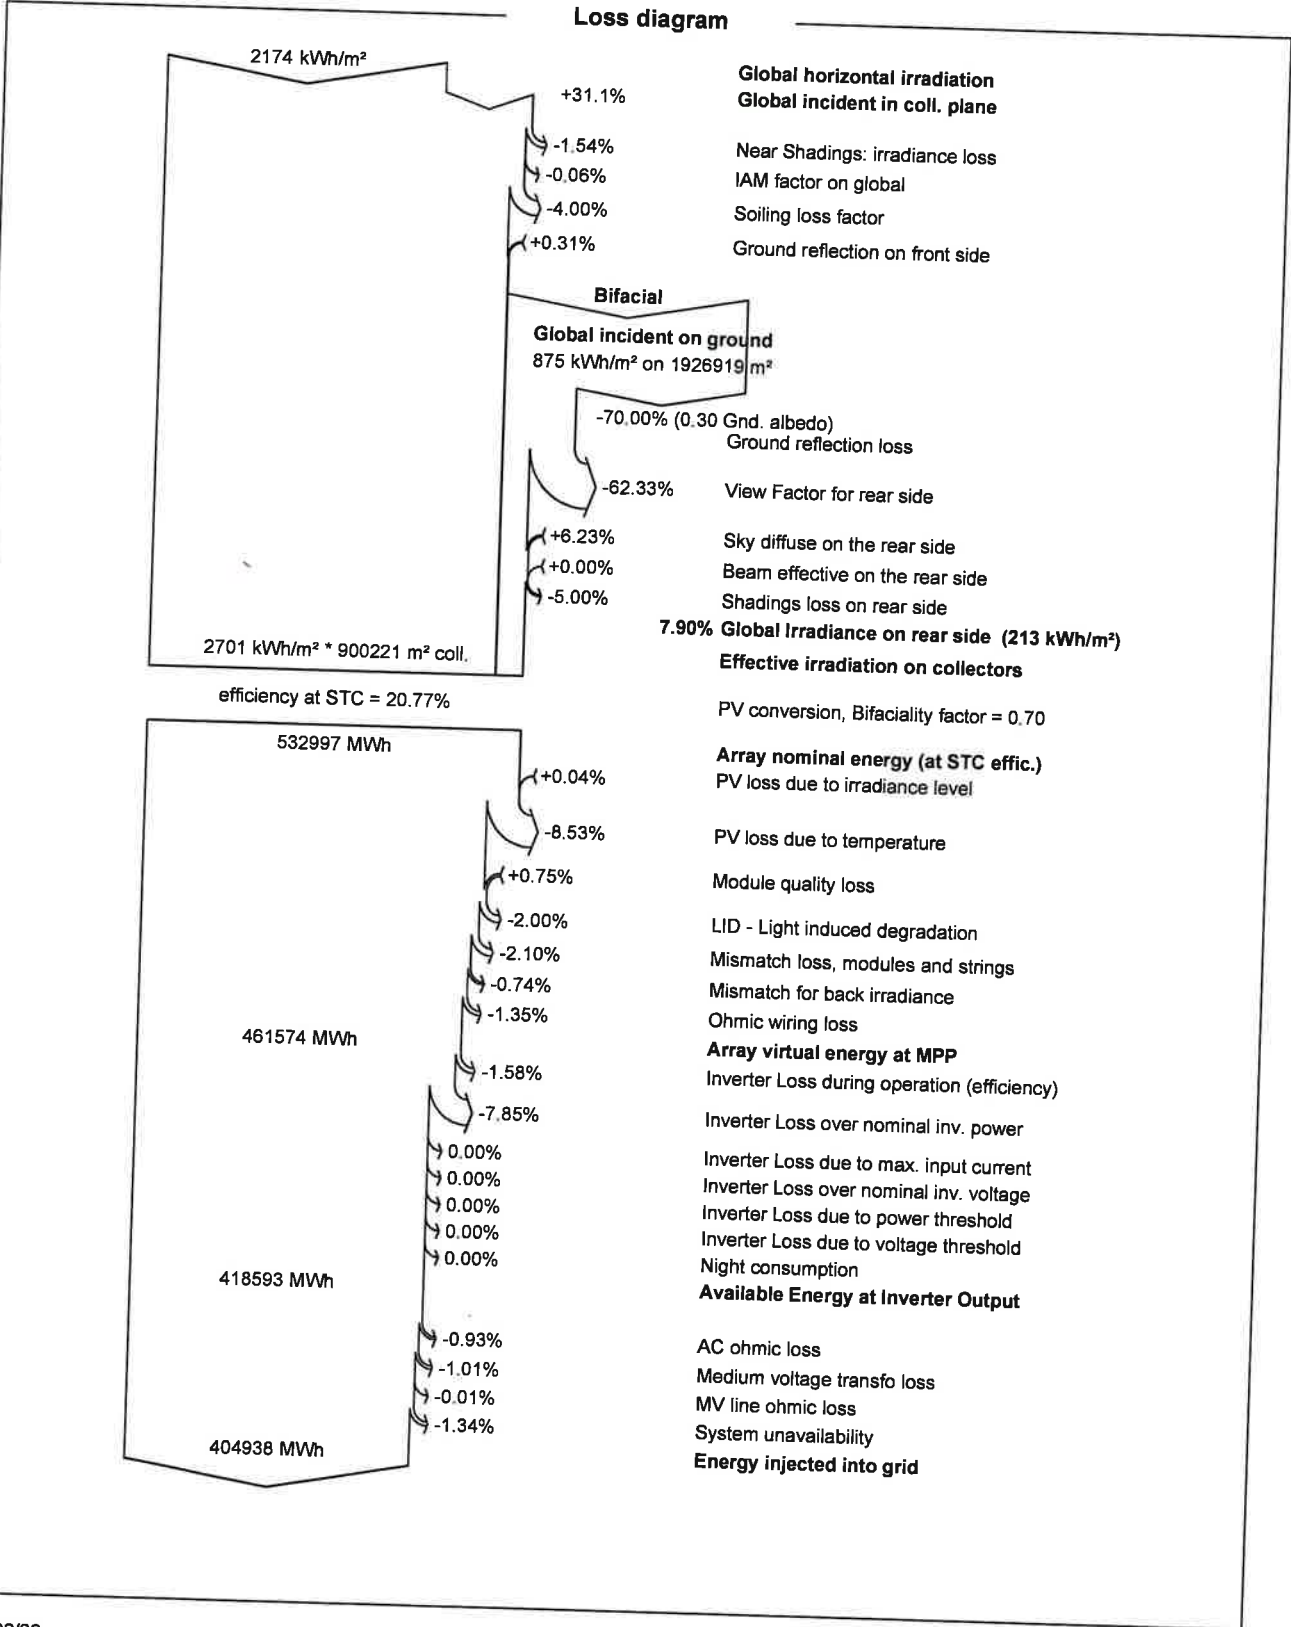 Loss diagram
2174 kWh/m²
Global horizontal irradiation
+31.1%
Global incident in coll. plane
-1.54%
Near Shadings: irradiance loss
-0.06%
IAM factor on global
-4.00%
Soiling loss factor
+0.31%
Ground reflection on front side
Bifacial
Global incident on ground
875 kWh/m² on 1926919 m²
-70.00% (0.30 Gnd. albedo)
Ground reflection loss
-62.33%
View Factor for rear side
+6.23%
Sky diffuse on the rear side
+0.00%
Beam effective on the rear side
-5.00%
Shadings loss on rear side
7.90% Global Irradiance on rear side (213 kWh/m²)
2701 kWh/m² * 900221 m² coll.
Effective irradiation on collectors
efficiency at STC = 20.77%
PV conversion, Bifaciality factor = 0.70
532997 MWh
Array nominal energy (at STC effic.)
+0.04%
PV loss due to irradiance level
-8.53%
PV loss due to temperature
+0.75%
Module quality loss
-2.00%
LID - Light induced degradation
-2.10%
Mismatch loss, modules and strings
-0.74%
Mismatch for back irradiance
-1.35%
Ohmic wiring loss
461574 MWh
Array virtual energy at MPP
-1.58%
Inverter Loss during operation (efficiency)
-7.85%
Inverter Loss over nominal inv. power
0.00%
Inverter Loss due to max. input current
0.00%
Inverter Loss over nominal inv. voltage
0.00%
Inverter Loss due to power threshold
0.00%
Inverter Loss due to voltage threshold
0.00%
Night consumption
418593 MWh
Available Energy at Inverter Output
-0.93%
AC ohmic loss
-1.01%
Medium voltage transfo loss
-0.01%
MV line ohmic loss
-1.34%
System unavailability
404938 MWh
Energy injected into grid